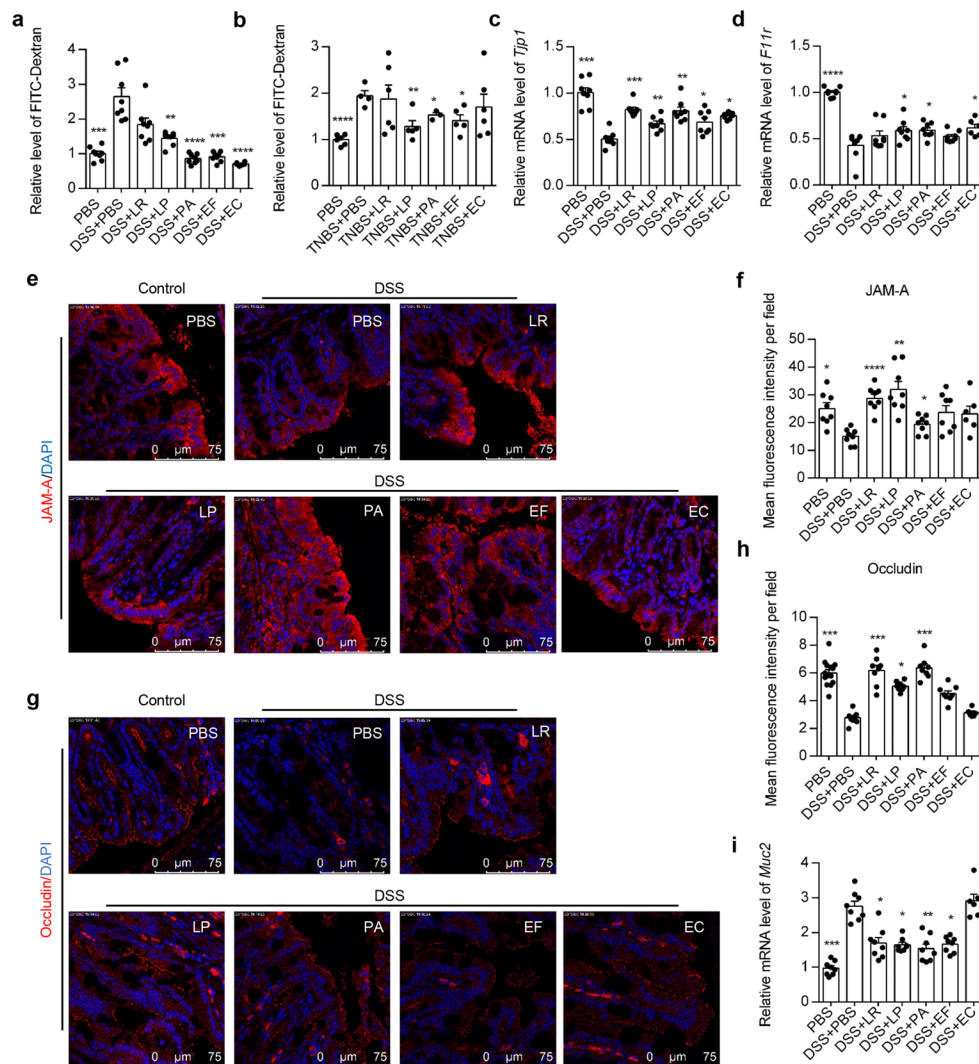 a
Relative level of FITC-Dextran
4
3
2
1
0
***
**
****
***
****
PBS
DSS+PBS
DSS+LR
DSS+LP
DSS+PA
DSS+EF
DSS+EC
b
Relative level of FITC-Dextran
3
2
1
0
****
**
*
*
PBS
TNBS+PBS
TNBS+LR
TNBS+LP
TNBS+PA
TNBS+EF
TNBS+EC
c
Relative mRNA level of Tjp1
1.5
1.0
0.5
0.0
***
***
**
**
*
*
PBS
DSS+PBS
DSS+LR
DSS+LP
DSS+PA
DSS+EF
DSS+EC
d
Relative mRNA level of F11r
1.5
1.0
0.5
0.0
****
*
*
*
PBS
DSS+PBS
DSS+LR
DSS+LP
DSS+PA
DSS+EF
DSS+EC
e
Control
DSS
JAM-A/DAPI
PBS
0 µm 75
PBS
0 µm 75
LR
0 µm 75
DSS
LP
0 µm 75
PA
0 µm 75
EF
0 µm 75
EC
0 µm 75
f
JAM-A
Mean fluorescence intensity per field
50
40
30
20
10
0
*
****
**
*
PBS
DSS+PBS
DSS+LR
DSS+LP
DSS+PA
DSS+EF
DSS+EC
g
Control
DSS
Occludin/DAPI
PBS
0 µm 75
PBS
0 µm 75
LR
0 µm 75
DSS
LP
0 µm 75
PA
0 µm 75
EF
0 µm 75
EC
0 µm 75
h
Occludin
Mean fluorescence intensity per field
10
8
6
4
2
0
***
***
*
***
PBS
DSS+PBS
DSS+LR
DSS+LP
DSS+PA
DSS+EF
DSS+EC
i
Relative mRNA level of Muc2
4
3
2
1
0
***
*
*
**
*
PBS
DSS+PBS
DSS+LR
DSS+LP
DSS+PA
DSS+EF
DSS+EC